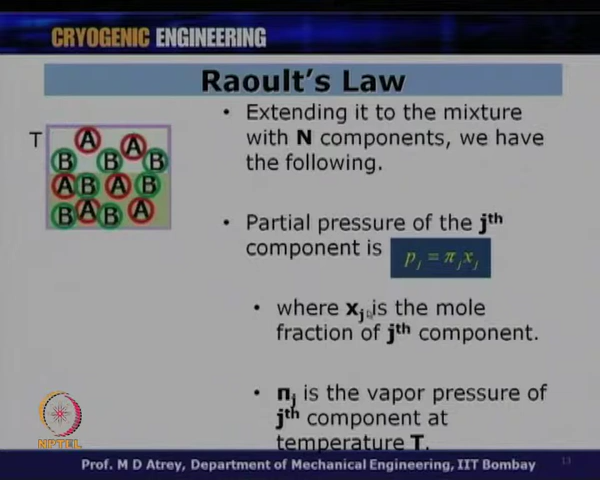 CRYOGENIC ENGINEERING
Raoult's Law
T
A
A
B
B
B
A
B
A
B
B
A
B
A
• Extending it to the mixture
with N components, we have
the following.
• Partial pressure of the jth
component is
pj = πjxj
• where xj is the mole
fraction of jth component.
• πj is the vapor pressure of
jth component at
temperature T.
NPTEL
Prof. M D Atrey, Department of Mechanical Engineering, IIT Bombay
13